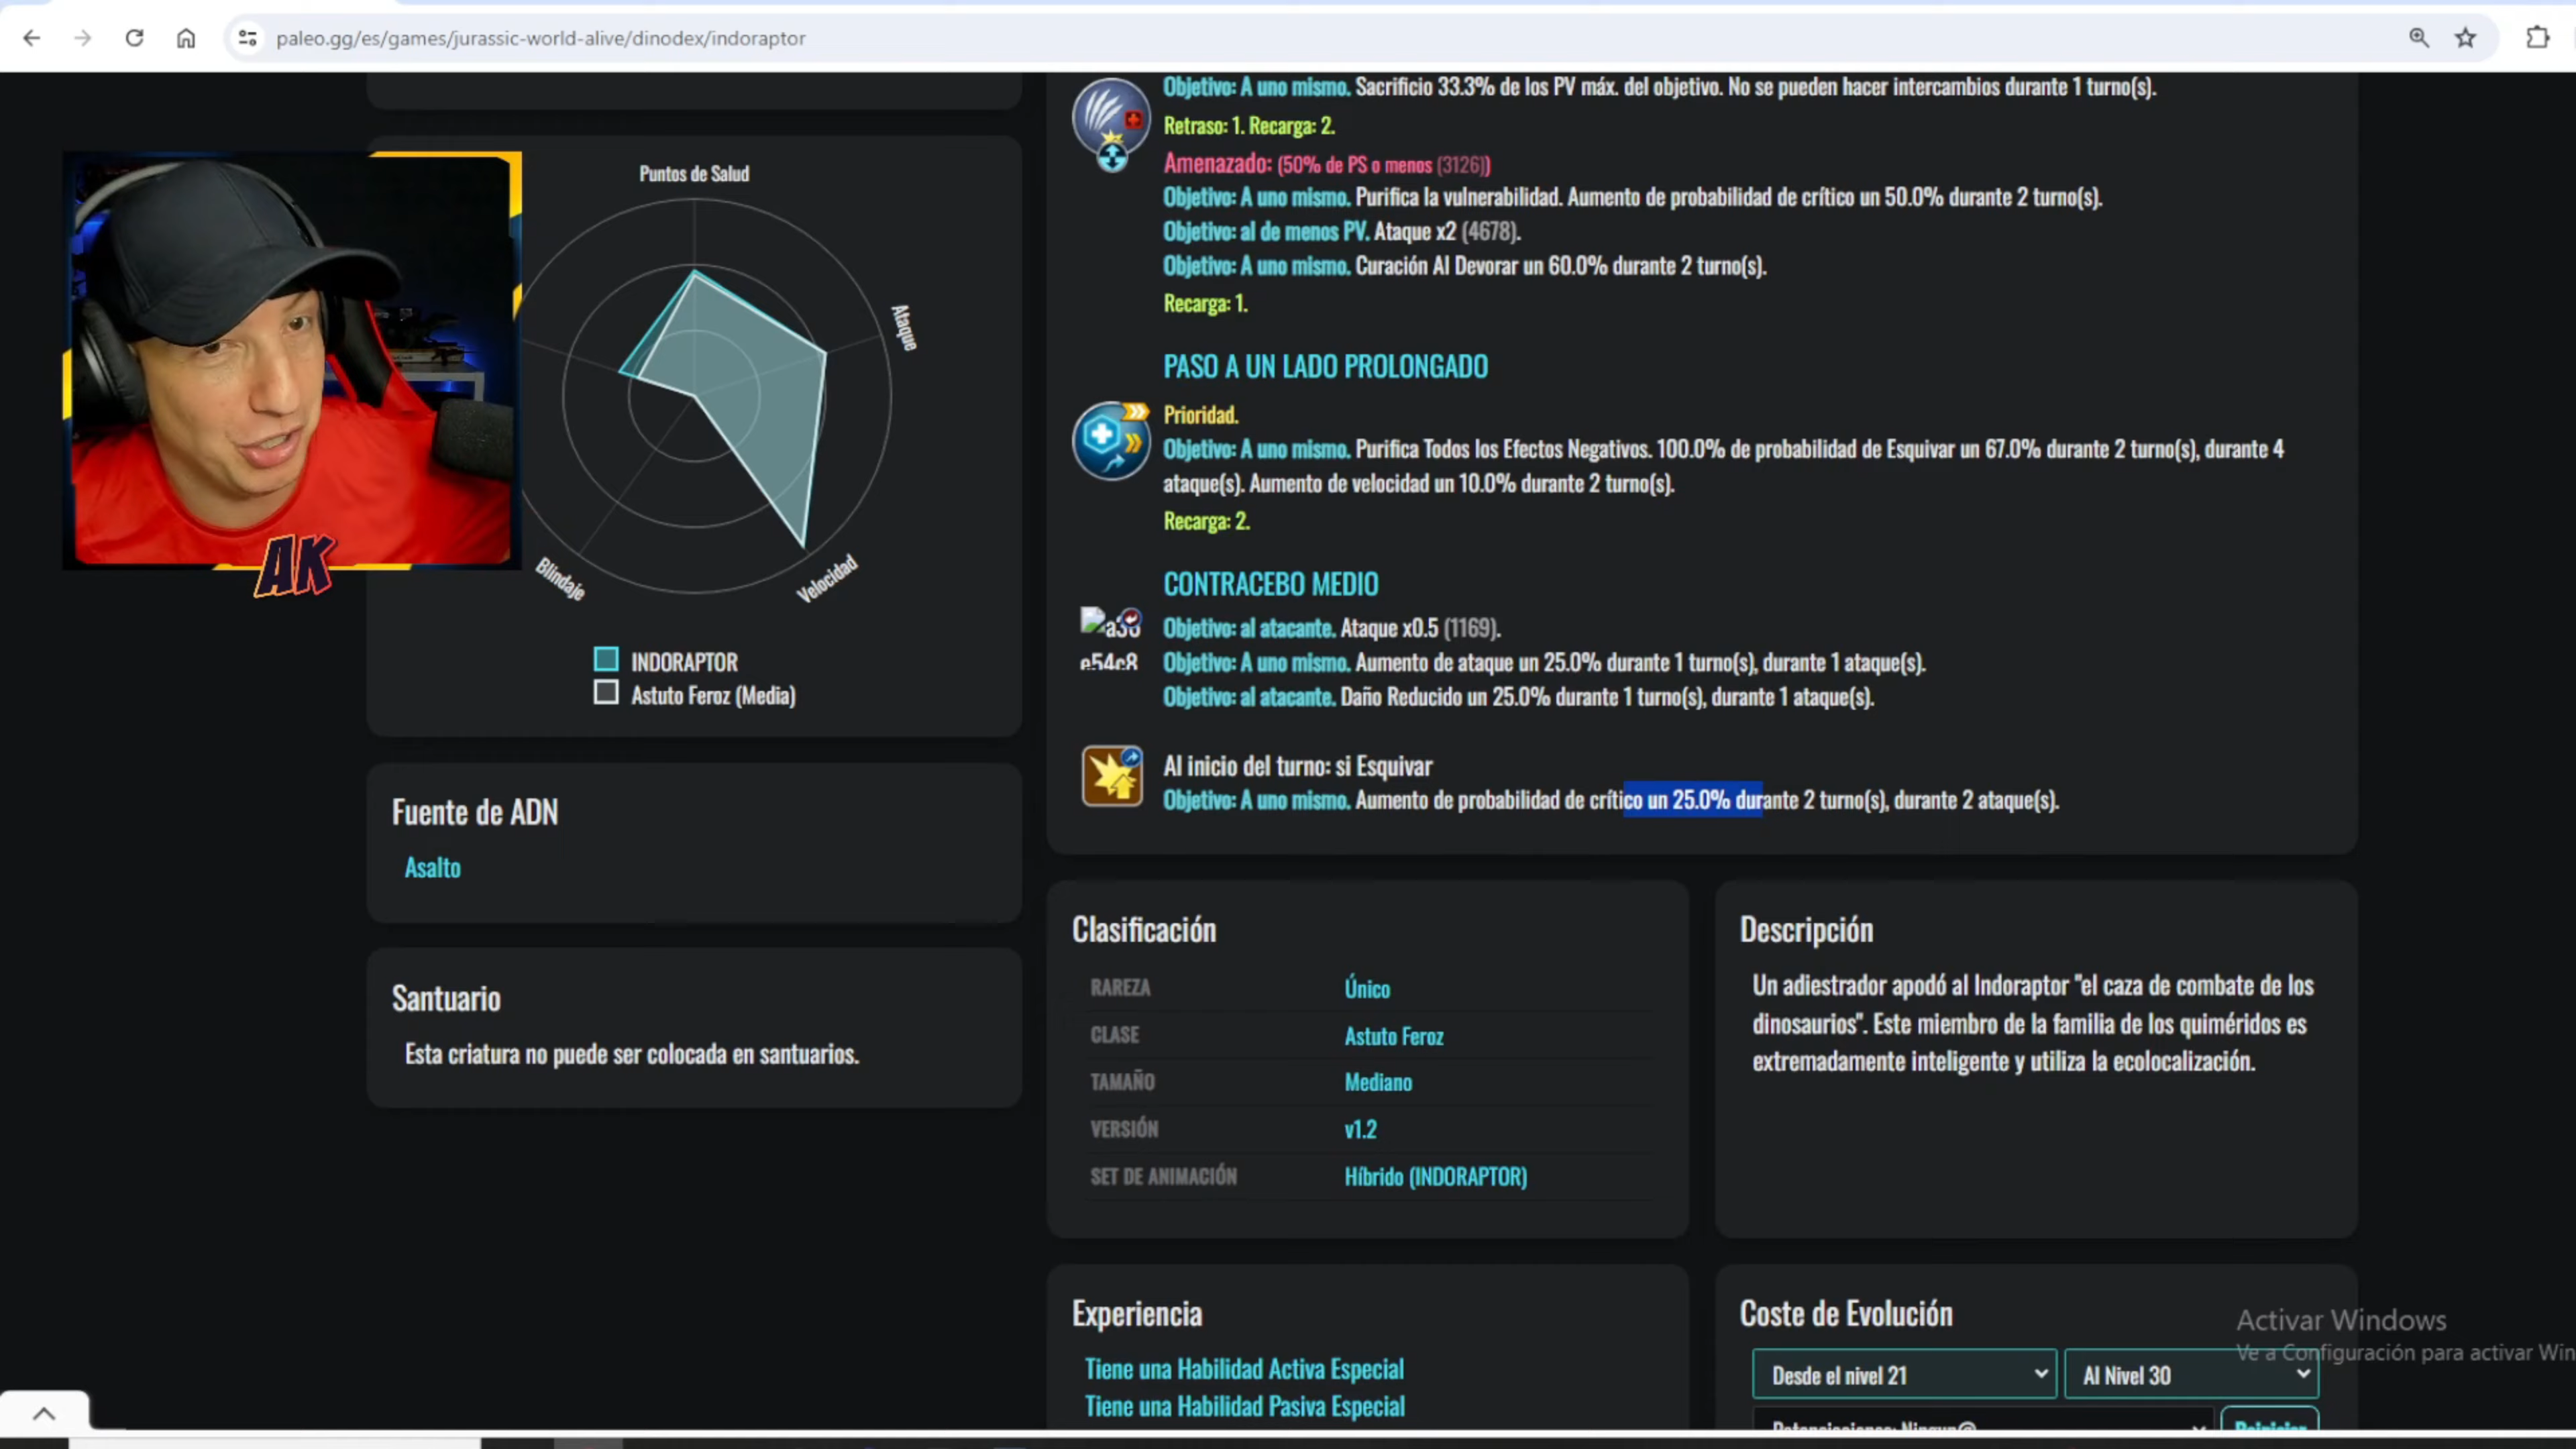 paleo.gg/es/games/jurassic-world-alive/dinodex/indoraptor
Objetivo: A uno mismo. Sacrificio 33.3% de los PV máx. del objetivo. No se pueden hacer intercambios durante 1 turno(s).
Retraso: 1. Recarga: 2.
Amenazado: (50% de PS o menos (3126))
Objetivo: A uno mismo. Purifica la vulnerabilidad. Aumento de probabilidad de crítico un 50.0% durante 2 turno(s).
Objetivo: al de menos PV. Ataque x2 (4678).
Objetivo: A uno mismo. Curación Al Devorar un 60.0% durante 2 turno(s).
Recarga: 1.
PASO A UN LADO PROLONGADO
Prioridad.
Objetivo: A uno mismo. Purifica Todos los Efectos Negativos. 100.0% de probabilidad de Esquivar un 67.0% durante 2 turno(s), durante 4
ataque(s). Aumento de velocidad un 10.0% durante 2 turno(s).
Recarga: 2.
CONTRACEBO MEDIO
e54c8
Objetivo: al atacante. Ataque x0.5 (1169).
Objetivo: A uno mismo. Aumento de ataque un 25.0% durante 1 turno(s), durante 1 ataque(s).
Objetivo: al atacante. Daño Reducido un 25.0% durante 1 turno(s), durante 1 ataque(s).
Al inicio del turno: si Esquivar
Objetivo: A uno mismo. Aumento de probabilidad de crítico un 25.0% durante 2 turno(s), durante 2 ataque(s).
Puntos de Salud
Ataque
Velocidad
Blindaje
AK
INDORAPTOR
Astuto Feroz (Media)
Fuente de ADN
Asalto
Santuario
Esta criatura no puede ser colocada en santuarios.
Clasificación
RAREZA Único
CLASE Astuto Feroz
TAMAÑO Mediano
VERSIÓN v1.2
SET DE ANIMACIÓN Híbrido (INDORAPTOR)
Descripción
Un adiestrador apodó al Indoraptor "el caza de combate de los
dinosaurios". Este miembro de la familia de los quiméridos es
extremadamente inteligente y utiliza la ecolocalización.
Experiencia
Tiene una Habilidad Activa Especial
Tiene una Habilidad Pasiva Especial
Coste de Evolución
Desde el nivel 21
Al Nivel 30
Activar Windows
Ve a Configuración para activar Win